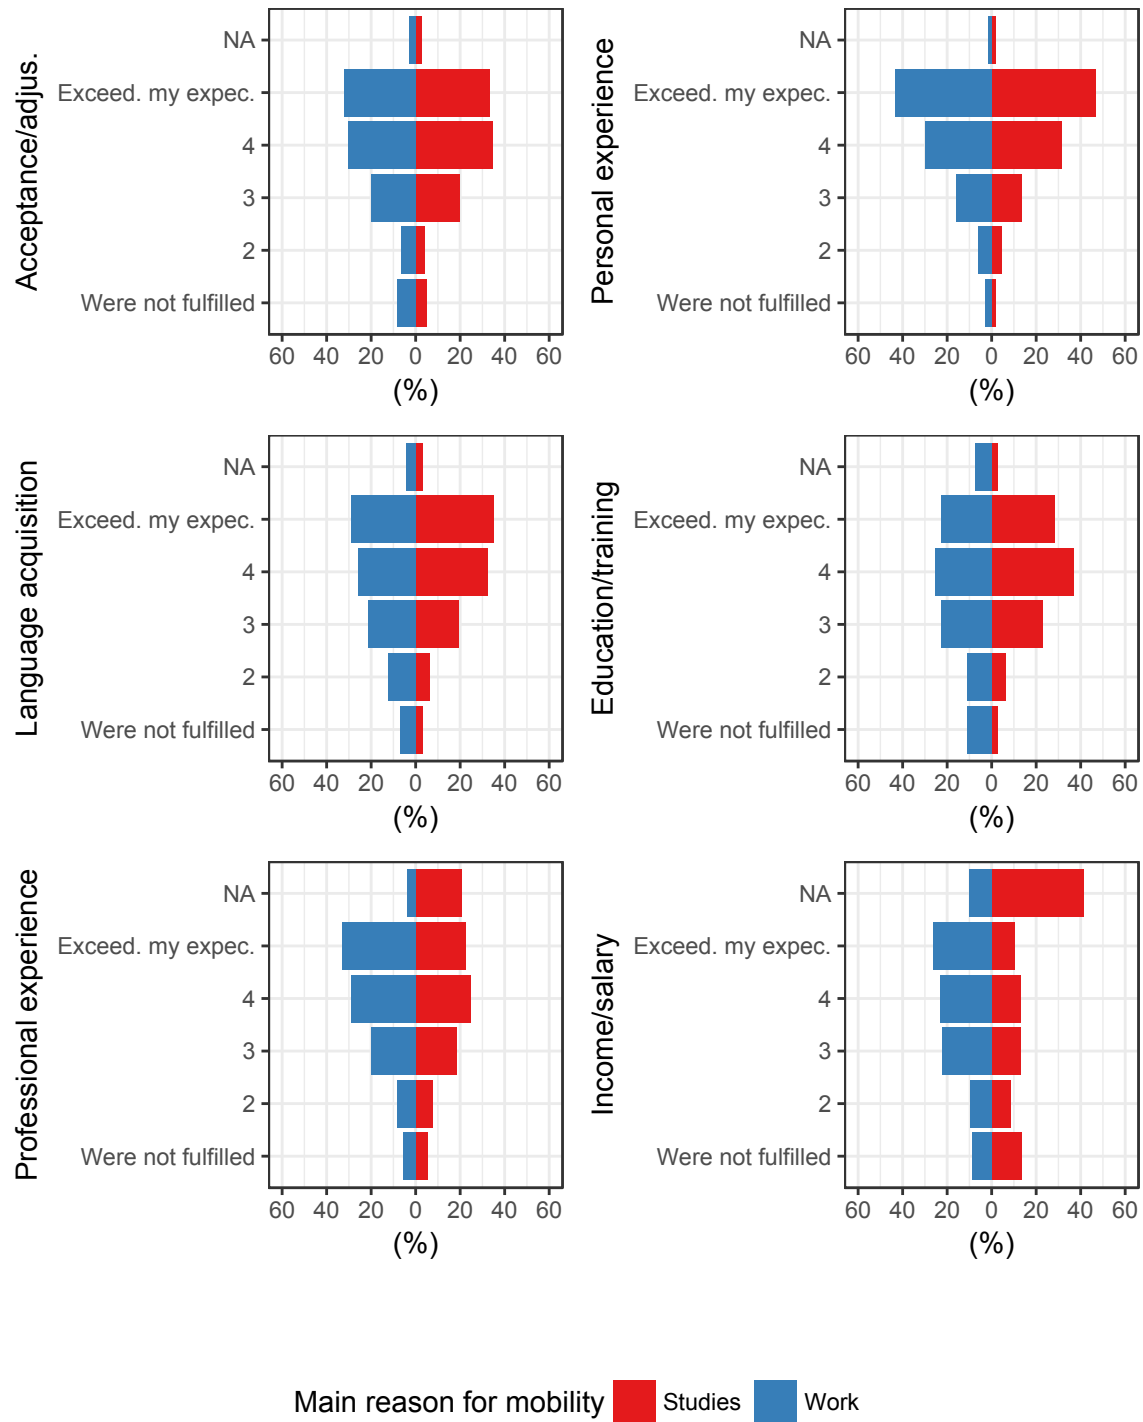 Acceptance/adjus.
NA
Exceed. my expec.
4
3
2
Were not fulfilled
60 40 20 0 20 40 60
(%)
Personal experience
NA
Exceed. my expec.
4
3
2
Were not fulfilled
60 40 20 0 20 40 60
(%)
Language acquisition
NA
Exceed. my expec.
4
3
2
Were not fulfilled
60 40 20 0 20 40 60
(%)
Education/training
NA
Exceed. my expec.
4
3
2
Were not fulfilled
60 40 20 0 20 40 60
(%)
Professional experience
NA
Exceed. my expec.
4
3
2
Were not fulfilled
60 40 20 0 20 40 60
(%)
Income/salary
NA
Exceed. my expec.
4
3
2
Were not fulfilled
60 40 20 0 20 40 60
(%)
Main reason for mobility Studies Work